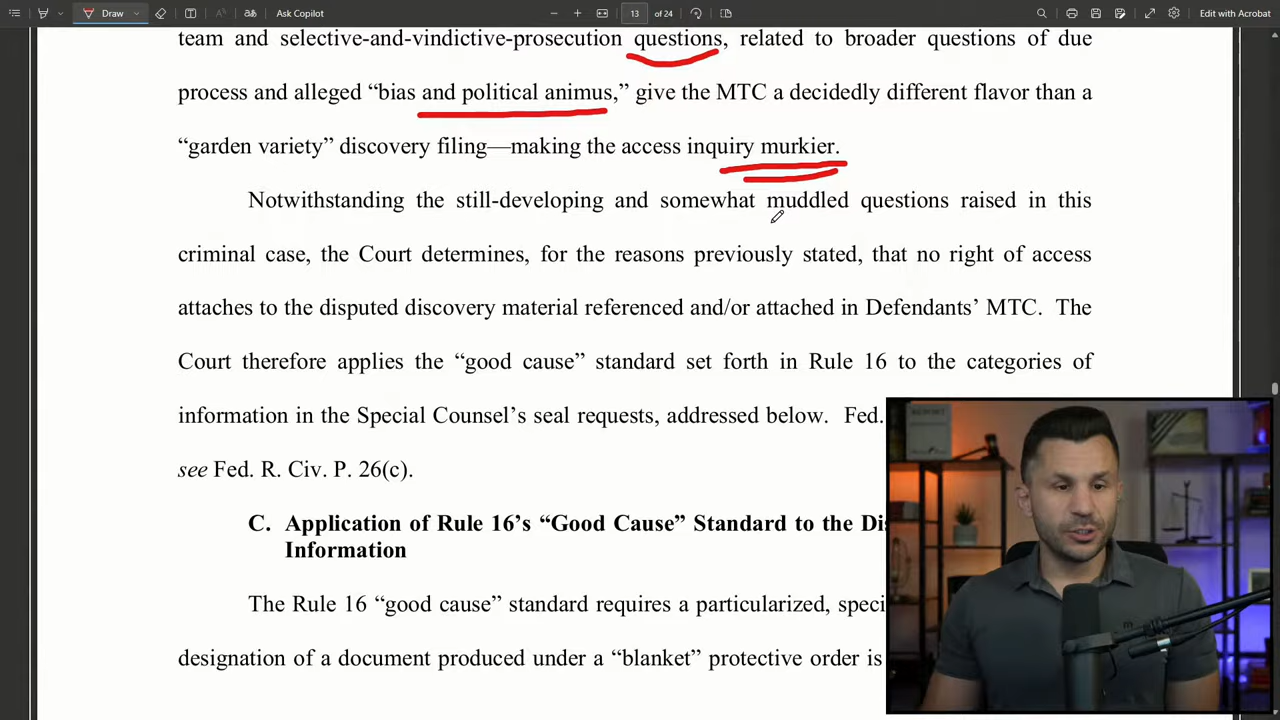 Draw
Ask Copilot
13 of 24
Edit with Acrobat
team and selective-and-vindictive-prosecution questions, related to broader questions of due
process and alleged “bias and political animus,” give the MTC a decidedly different flavor than a
“garden variety” discovery filing—making the access inquiry murkier.
Notwithstanding the still-developing and somewhat muddled questions raised in this
criminal case, the Court determines, for the reasons previously stated, that no right of access
attaches to the disputed discovery material referenced and/or attached in Defendants’ MTC. The
Court therefore applies the “good cause” standard set forth in Rule 16 to the categories of
information in the Special Counsel’s seal requests, addressed below. Fed.
see Fed. R. Civ. P. 26(c).
C. Application of Rule 16’s “Good Cause” Standard to the
Information
The Rule 16 “good cause” standard requires a particularized,
designation of a document produced under a “blanket” protective order is